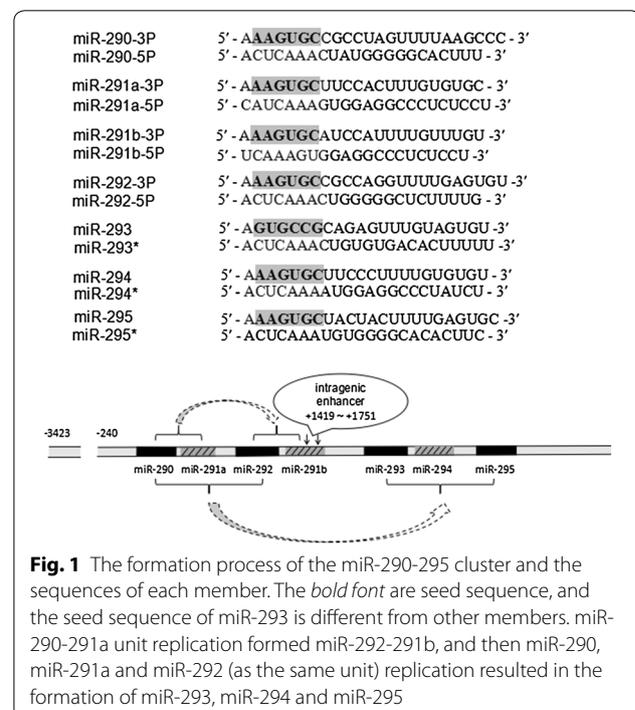 miR-290-3P 5’ - AAAGUGCCGCCUAGUUUUAAGCCC - 3’
miR-290-5P 5’ - ACUCAAACUAUGGGGGCACUUU - 3’
miR-291a-3P 5’ - AAAGUGCUUCCACUUUGUGUGC - 3’
miR-291a-5P 5’ - CAUCAAAGUGGAGGCCCUCUCCU - 3’
miR-291b-3P 5’ - AAAGUGCAUCCAUUUUGUUUGU - 3’
miR-291b-5P 5’ - UCAAAGUGGAGGCCCUCUCCU -3’
miR-292-3P 5’ - AAAGUGCCGCCAGGUUUUGAGUGU -3’
miR-292-5P 5’ - ACUCAAACUGGGGGCUCUUUUG - 3’
miR-293 5’ - AGUGCCGCAGAGUUUGUAGUGU - 3’
miR-293* 5’ - ACUCAAACUGUGUGACACUUUUU - 3’
miR-294 5’ - AAAGUGCUUCCCUUUUGUGUGU - 3’
miR-294* 5’ - ACUCAAAAUGGAGGCCCUAUCU - 3’
miR-295 5’ - AAAGUGCUACUACUUUUGAGUGC -3’
miR-295* 5’ - ACUCAAAUGUGGGGCACACUUC - 3’
intragenic
enhancer
+1419 ~ +1751
-3423 -240
miR-290 miR-291a miR-292 miR-291b miR-293 miR-294 miR-295
Fig. 1 The formation process of the miR-290-295 cluster and the
sequences of each member. The bold font are seed sequence, and
the seed sequence of miR-293 is different from other members. miR-
290-291a unit replication formed miR-292-291b, and then miR-290,
miR-291a and miR-292 (as the same unit) replication resulted in the
formation of miR-293, miR-294 and miR-295